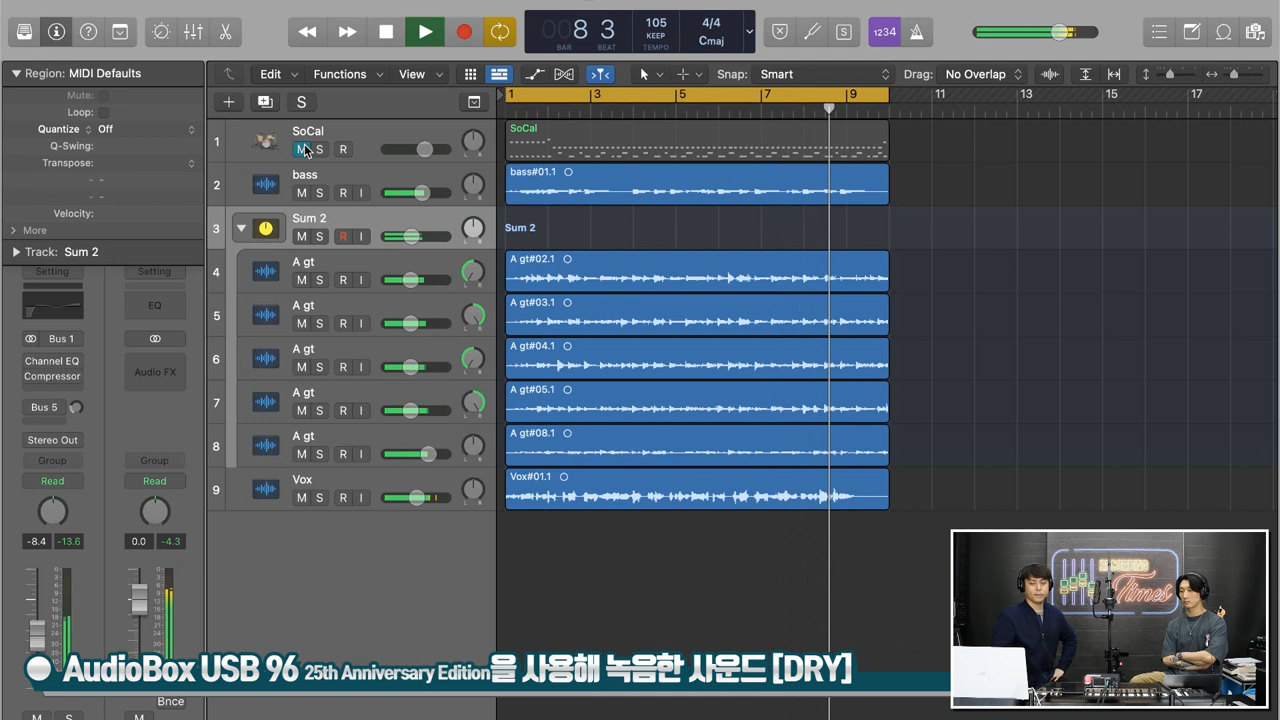 008 3
BAR BEAT
105
KEEP
TEMPO
4/4
Cmaj
S
1234
Region: MIDI Defaults
Mute:
Loop:
Quantize Off
Q-Swing:
Transpose:
Velocity:
More
Track: Sum 2
Edit Functions View Snap: Smart Drag: No Overlap
S
1 3 5 7 9 11 13 15 17
1 SoCal
M S R
L R
SoCal
2 bass
M S R I
L R
bass#01.1
3 Sum 2
M S R I
L R
Sum 2
4 A gt
M S R I
L R
A gt#02.1
5 A gt
M S R I
L R
A gt#03.1
6 A gt
M S R I
L R
A gt#04.1
7 A gt
M S R I
L R
A gt#05.1
8 A gt
M S R I
L R
A gt#08.1
9 Vox
M S R I
L R
Vox#01.1
Setting Setting
EQ
Bus 1
Channel EQ
Compressor
Audio FX
Bus 5
Stereo Out
Group Group
Read Read
-8.4 -13.6 0.0 -4.3
Times
AudioBox USB 96 25th Anniversary Edition을 사용해 녹음한 사운드 [DRY]
Bnce
M S M